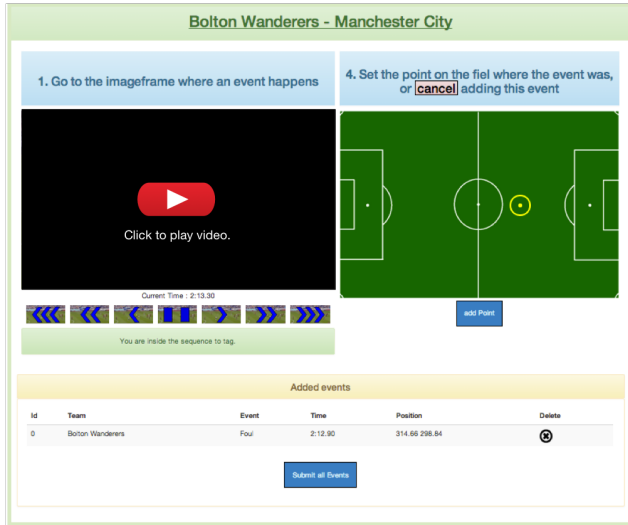 Bolton Wanderers - Manchester City
1. Go to the imageframe where an event happens
4. Set the point on the fiel where the event was,
or cancel adding this event
Click to play video.
Current Time : 2:13.30
add Point
You are inside the sequence to tag.
Added events
Id Team Event Time Position Delete
0 Bolton Wanderers Foul 2:12.90 314.66 298.84
Submit all Events